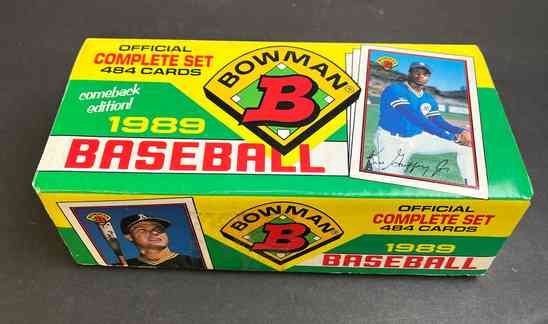 OFFICIAL
COMPLETE SET
484 CARDS
comeback
edition!
1989
BASEBALL
BOWMAN®
B
Ken Griffey Jr.
OFFICIAL
COMPLETE SET
484 CARDS
1989
BASEBALL
BOWMAN
B